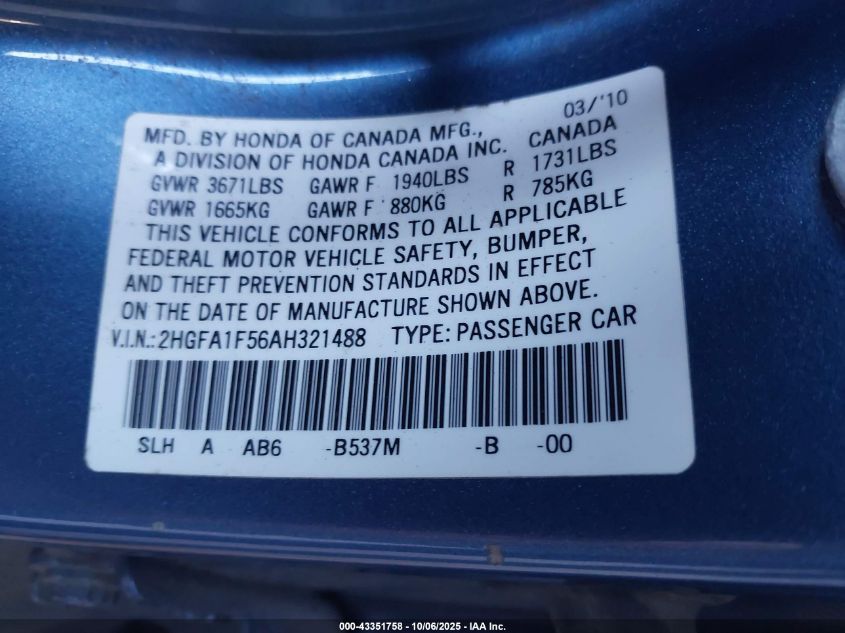 03/'10
MFD. BY HONDA OF CANADA MFG., CANADA
A DIVISION OF HONDA CANADA INC.
GVWR 3671LBS GAWR F 1940LBS R 1731LBS
GVWR 1665KG GAWR F 880KG R 785KG
THIS VEHICLE CONFORMS TO ALL APPLICABLE
FEDERAL MOTOR VEHICLE SAFETY, BUMPER,
AND THEFT PREVENTION STANDARDS IN EFFECT
ON THE DATE OF MANUFACTURE SHOWN ABOVE.
V.I.N.: 2HGFA1F56AH321488 TYPE: PASSENGER CAR
SLH A AB6 -B537M -B -00
000-43351758 - 10/06/2025 - IAA Inc.